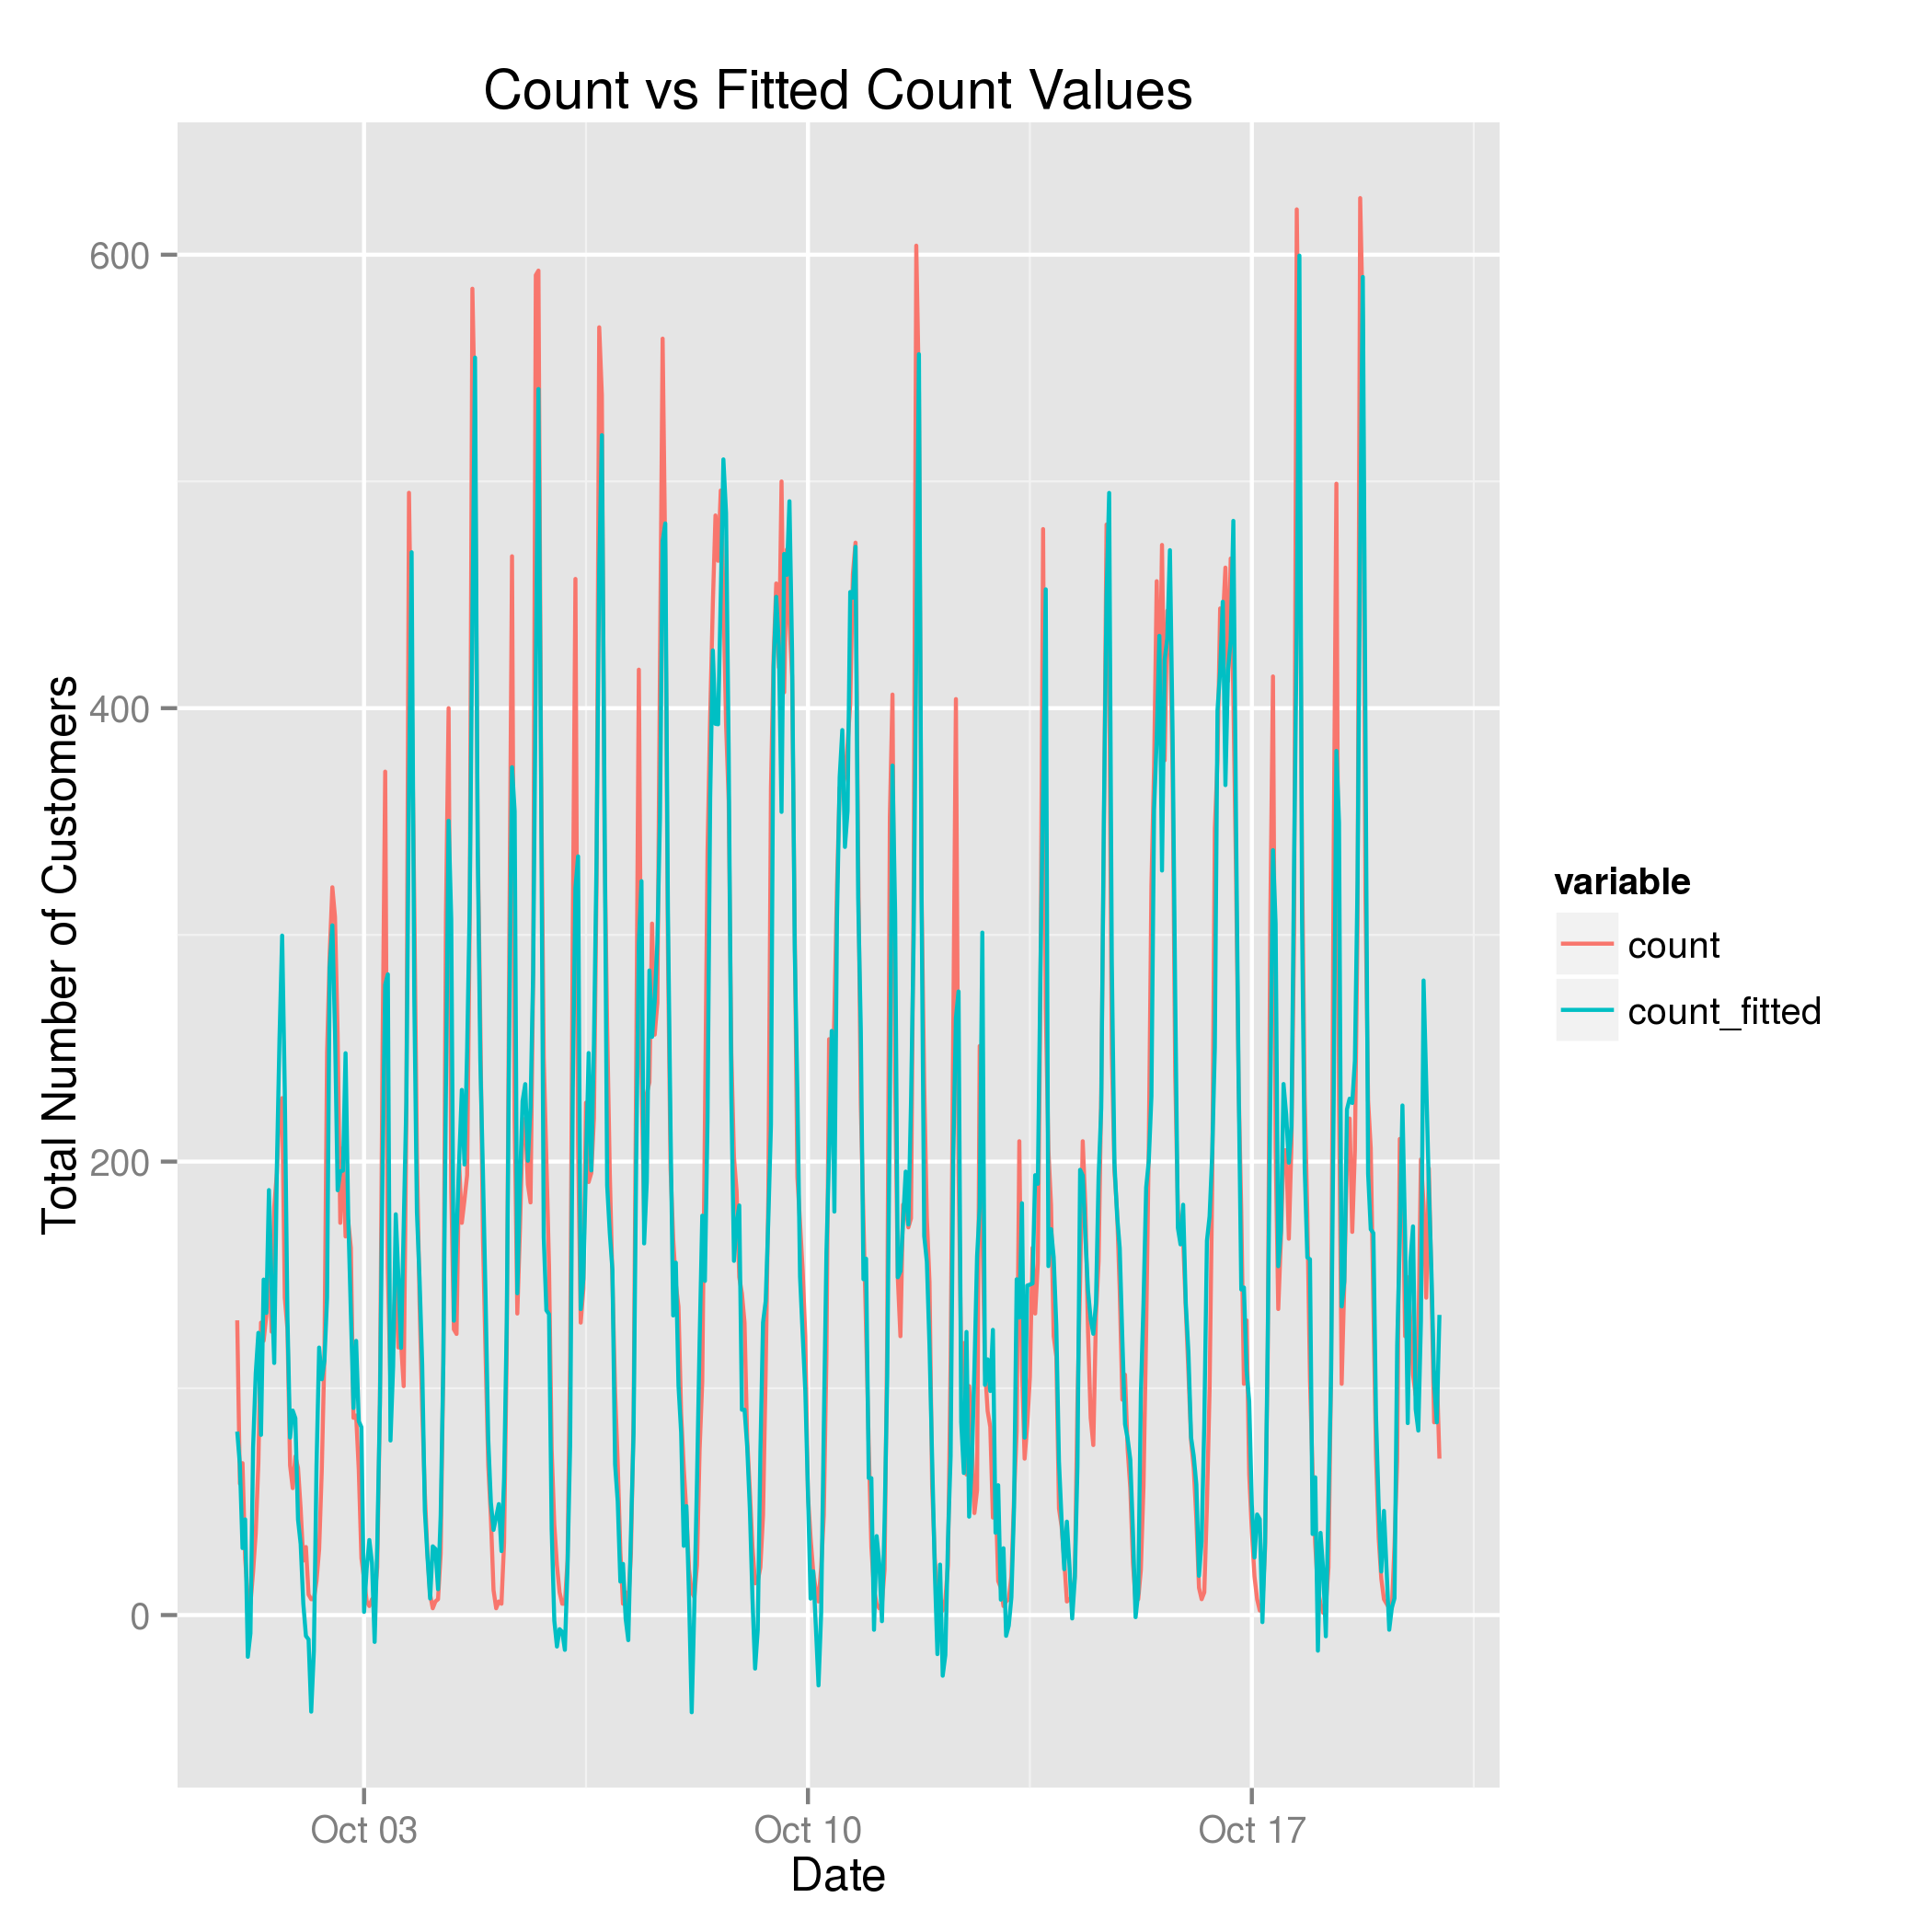 Count vs Fitted Count Values
Total Number of Customers
600
400
200
0
Oct 03
Oct 10
Oct 17
Date
variable
count
count_fitted